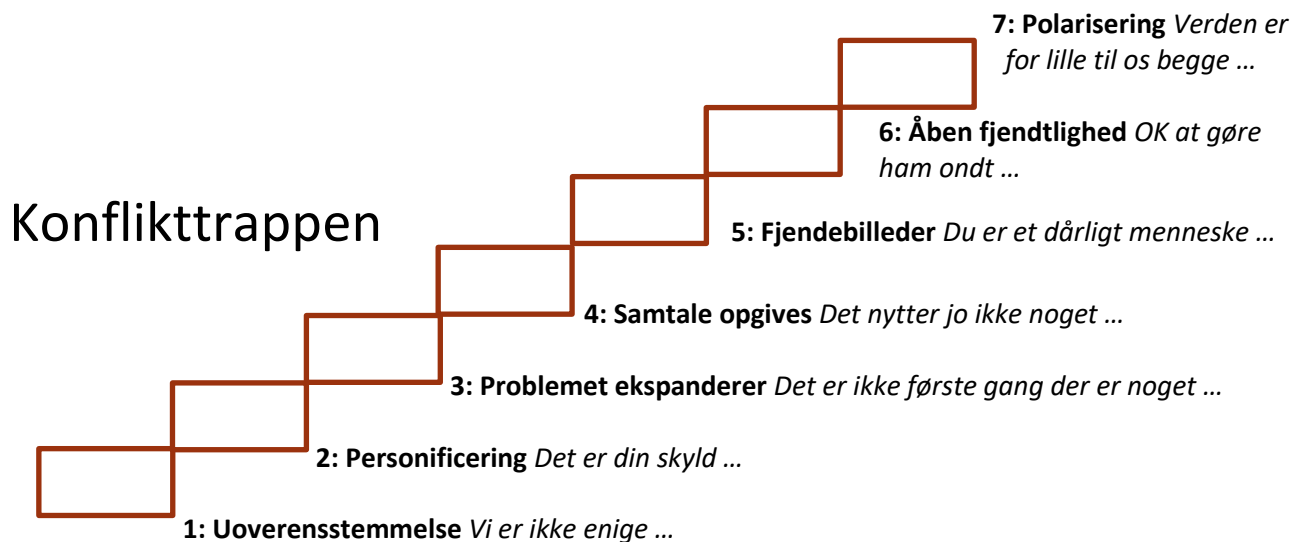 7: Polarisering Verden er
for lille til os begge …
6: Åben fjendtlighed OK at gøre
ham ondt …
Konflikttrappen
5: Fjendebilleder Du er et dårligt menneske …
4: Samtale opgives Det nytter jo ikke noget …
3: Problemet ekspanderer Det er ikke første gang der er noget …
2: Personificering Det er din skyld …
1: Uoverensstemmelse Vi er ikke enige …